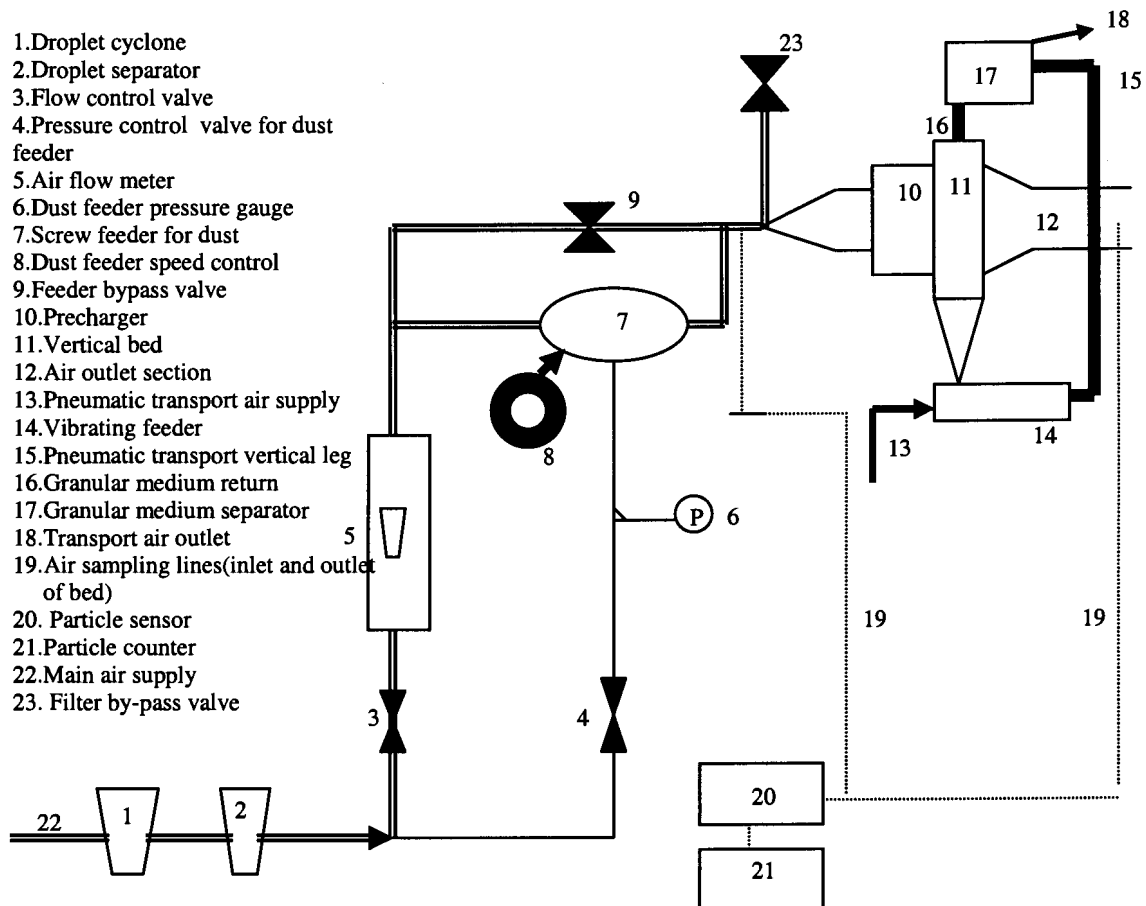 1.Droplet cyclone
2.Droplet separator
3.Flow control valve
4.Pressure control valve for dust
feeder
5.Air flow meter
6.Dust feeder pressure gauge
7.Screw feeder for dust
8.Dust feeder speed control
9.Feeder bypass valve
10.Precharger
11.Vertical bed
12.Air outlet section
13.Pneumatic transport air supply
14.Vibrating feeder
15.Pneumatic transport vertical leg
16.Granular medium return
17.Granular medium separator
18.Transport air outlet
19.Air sampling lines(inlet and outlet
of bed)
20. Particle sensor
21.Particle counter
22.Main air supply
23. Filter by-pass valve
18
23
17
15
16
10
11
9
12
7
8
13
14
5
P
6
19
19
3
4
20
1
2
22
21